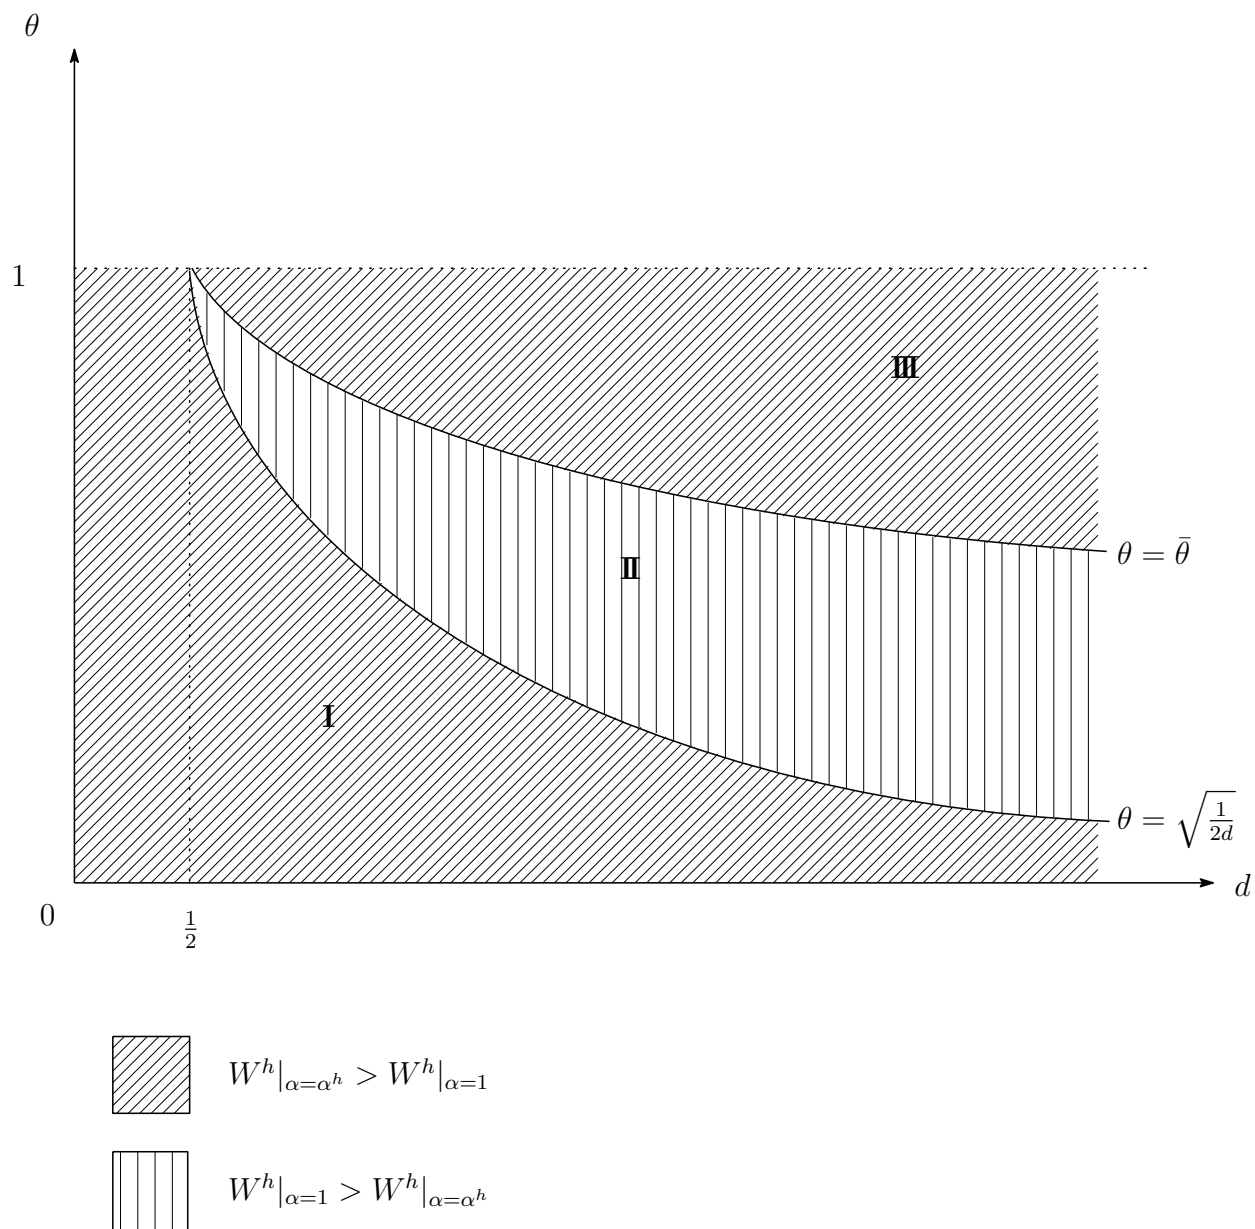 θ
1
III
θ = θ̄
II
I
θ = √(1/2d)
d
0
1/2
W^h|_{α=α^h} > W^h|_{α=1}
W^h|_{α=1} > W^h|_{α=α^h}